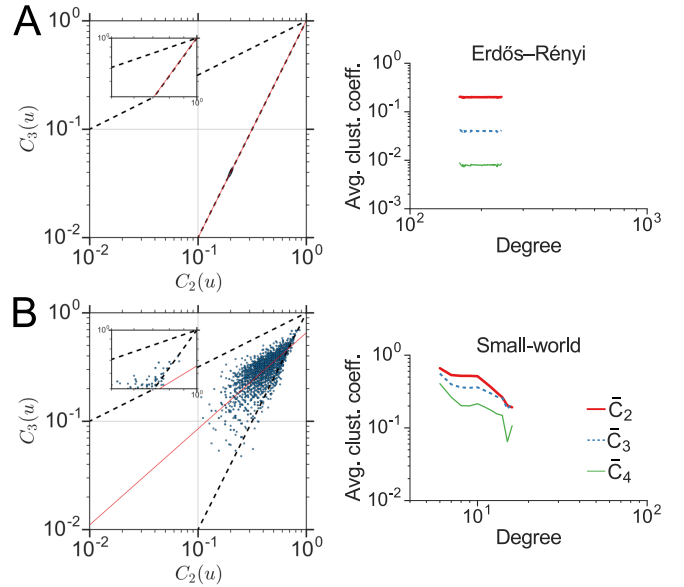 A
10^0
10^-1
10^-2
C_3(u)
10^0
10^0
10^-2
10^-1
10^0
C_2(u)
Erdős–Rényi
10^0
10^-1
10^-2
10^-3
Avg. clust. coeff.
10^2
10^3
Degree
B
10^0
10^-1
10^-2
C_3(u)
10^0
10^0
10^-2
10^-1
10^0
C_2(u)
Small-world
10^0
10^-1
10^-2
Avg. clust. coeff.
10^1
10^2
Degree
C̄_2
C̄_3
C̄_4